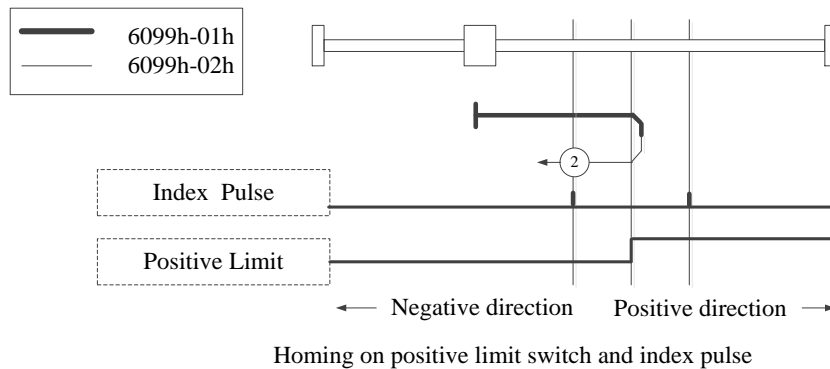 6099h-01h
6099h-02h
2
Index Pulse
Positive Limit
Negative direction Positive direction
Homing on positive limit switch and index pulse